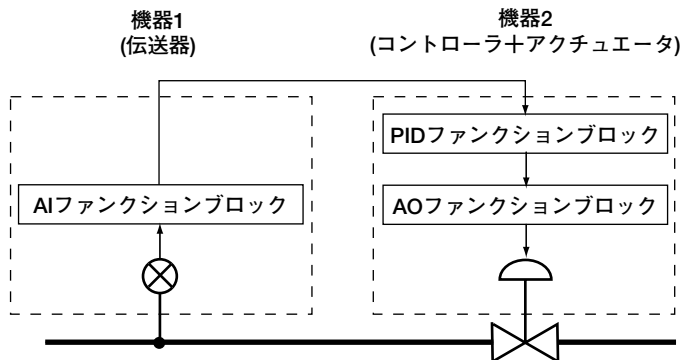 機器1
(伝送器)
機器2
(コントローラ＋アクチュエータ)
PIDファンクションブロック
AIファンクションブロック
AOファンクションブロック